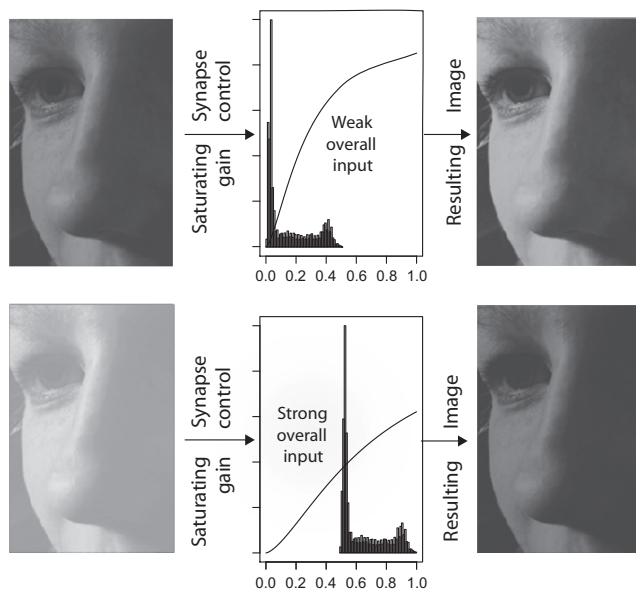 Synapse
control
Saturating
gain
Weak
overall
input
0.0 0.2 0.4 0.6 0.8 1.0
Resulting Image
Synapse
control
Saturating
gain
Strong
overall
input
0.0 0.2 0.4 0.6 0.8 1.0
Resulting Image